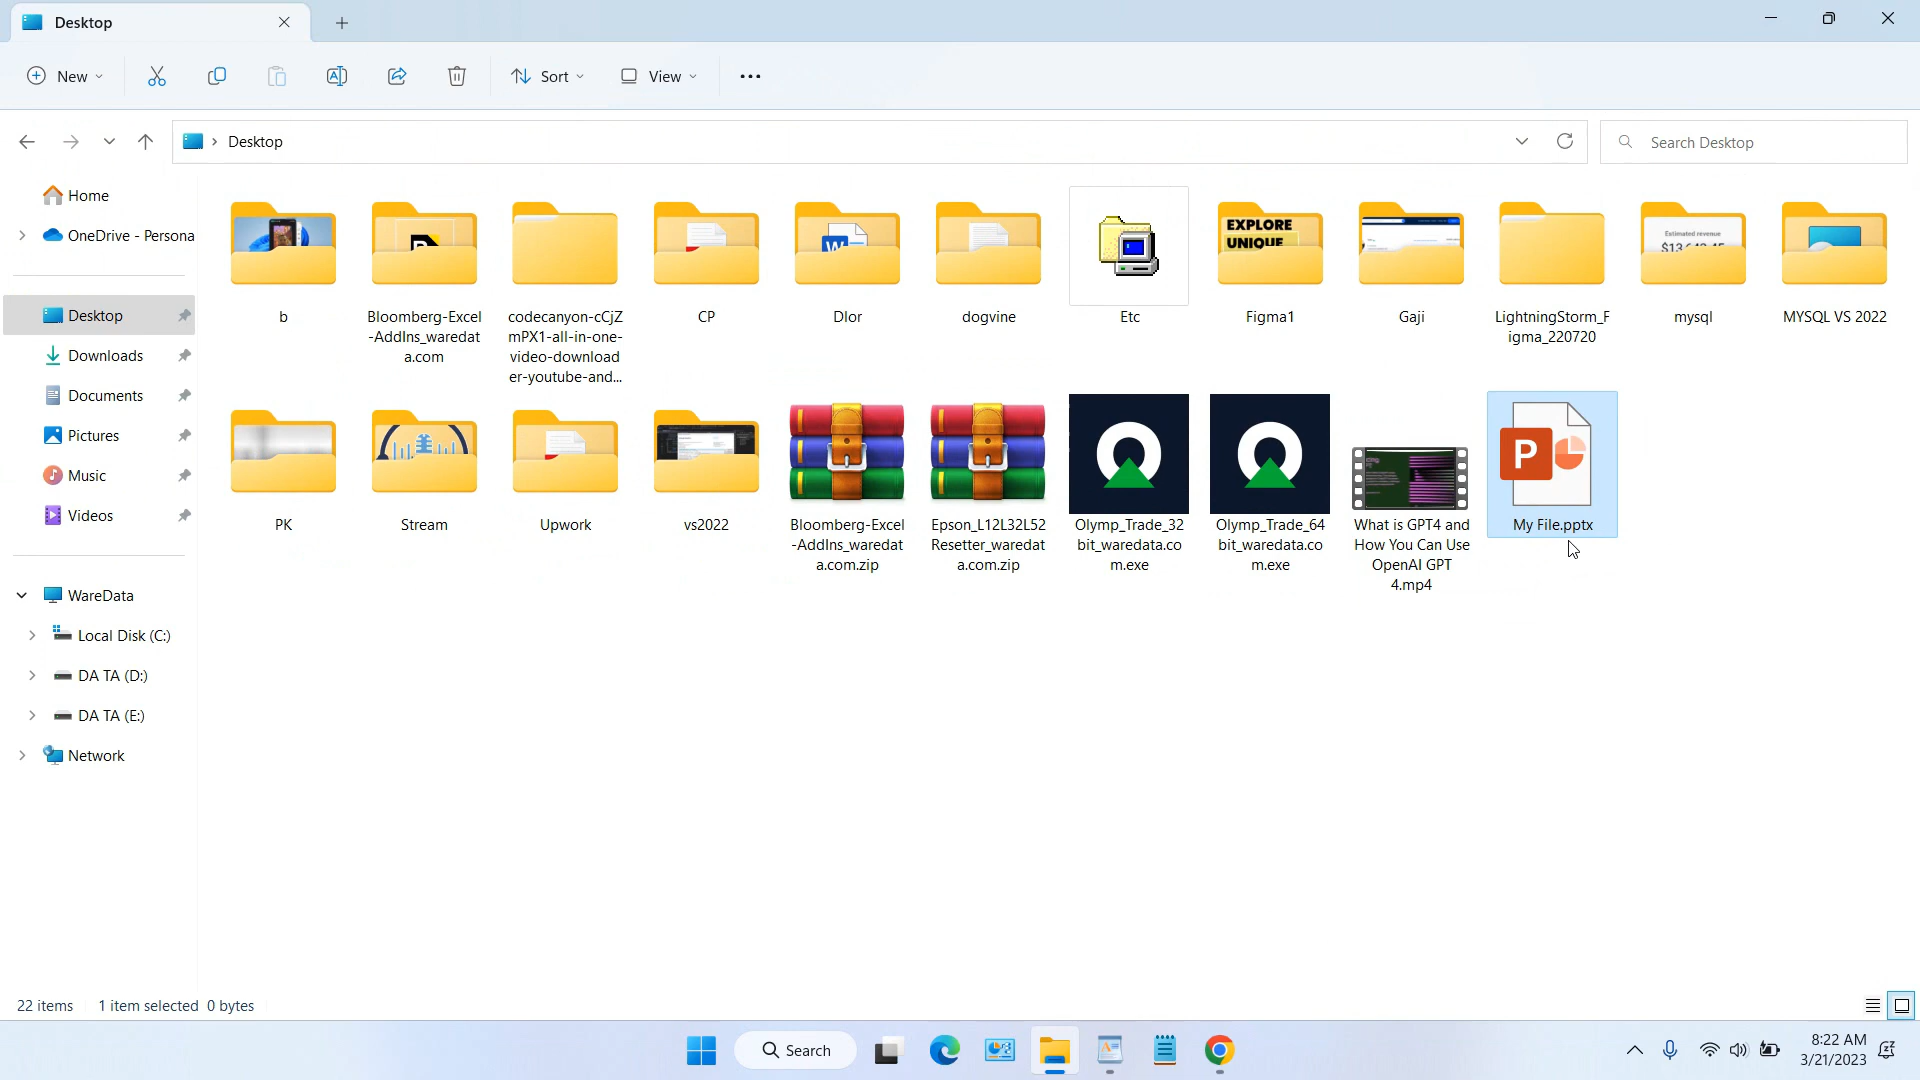 Desktop
New
Sort
View
Desktop
Search Desktop
Home
OneDrive - Persona
Desktop
Downloads
Documents
Pictures
Music
Videos
WareData
Local Disk (C:)
DATA (D:)
DATA (E:)
Network
b
Bloomberg-Excel
-AddIns_waredat
a.com
codecanyon-cCjZ
mPX1-all-in-one-
video-download
er-youtube-and...
CP
Dlor
dogvine
Etc
EXPLORE
UNIQUE
Figma1
Gaji
LightningStorm_F
igma_220720
Estimated revenue
mysql
MYSQL VS 2022
PK
Stream
Upwork
vs2022
Bloomberg-Excel
-AddIns_waredat
a.com.zip
Epson_L12L32L52
Resetter_waredat
a.com.zip
Olymp_Trade_32
bit_waredata.co
m.exe
Olymp_Trade_64
bit_waredata.co
m.exe
What is GPT4 and
How You Can Use
OpenAI GPT
4.mp4
P
My File.pptx
22 items
1 item selected 0 bytes
Search
8:22 AM
3/21/2023